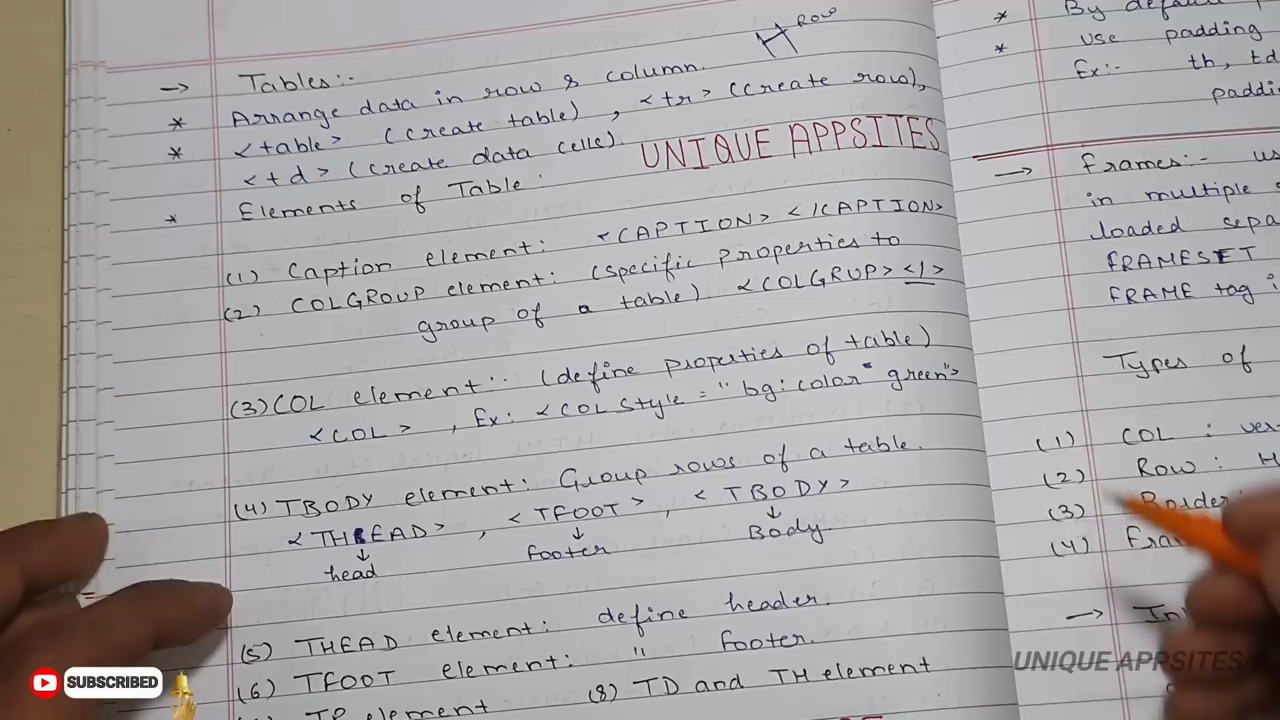 H ROW
→ Tables:-
* Arrange data in row & column.
* <table> (create table), <tr> (create row),
<td> (create data cells).
UNIQUE APPSITES
* Elements of Table:
(1) Caption element: <CAPTION> </CAPTION>
(2) COLGROUP element: (specific properties to
group of a table). <COLGRUP> </>
(3) COL element: (define properties of table)
<COL>, Ex: <COL style = "bg:color" green">
(4) TBODY element: Group rows of a table.
<THEAD>, <TFOOT>, <TBODY>
↓ ↓ ↓
head footer Body
(5) THEAD element: define header.
(6) TFOOT element: " footer.
TR element (8) TD and TH element
* By default
* Use padding
Ex:- th, td
→ Frames:-
in multiple
loaded
FRAMESET
FRAME tag
Types of
(1) COL :
(2) Row :
(3) Border
(4)
→
UNIQUE APPSITES
SUBSCRIBED